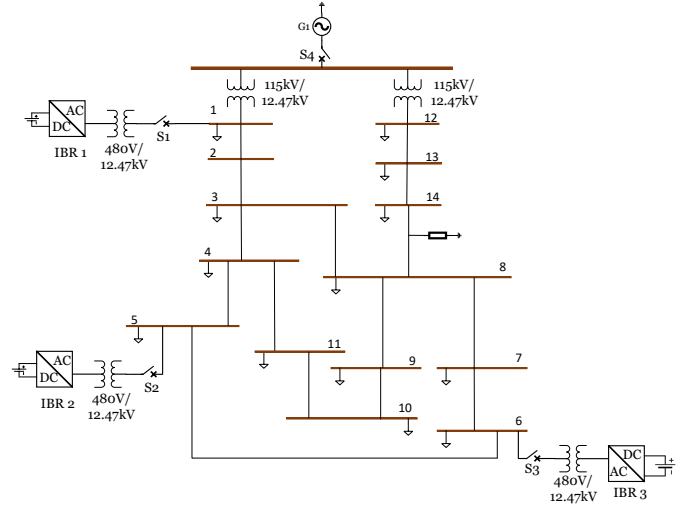 G1
S4
115kV/
12.47kV
115kV/
12.47kV
AC
DC
IBR 1
480V/
12.47kV
S1
1
12
2
13
3
14
4
8
5
11
9
7
10
6
AC
DC
IBR 2
480V/
12.47kV
S2
S3
480V/
12.47kV
DC
AC
IBR 3
+
-